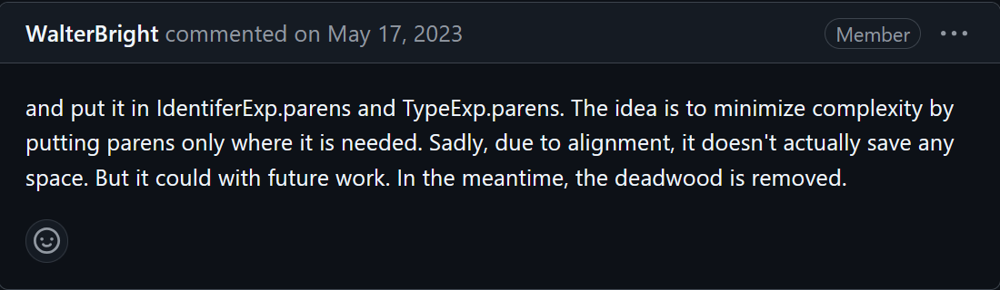 WalterBright commented on May 17, 2023
Member
and put it in IdentiferExp.parens and TypeExp.parens. The idea is to minimize complexity by
putting parens only where it is needed. Sadly, due to alignment, it doesn't actually save any
space. But it could with future work. In the meantime, the deadwood is removed.